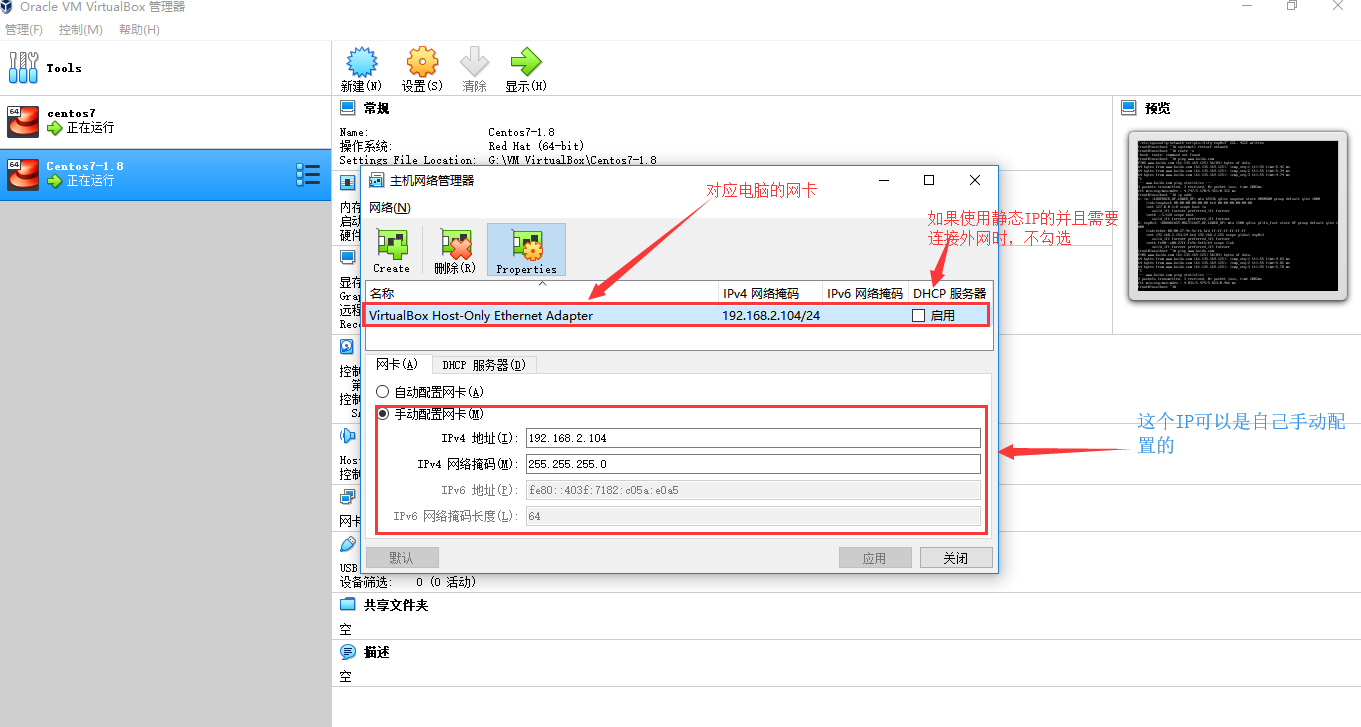 Oracle VM VirtualBox 管理器
管理(F) 控制(M) 帮助(H)
Tools
新建(N) 设置(S) 清除 显示(H)
64
centos7
正在运行
64
Centos7-1.8
正在运行
常规
预览
Name: Centos7-1.8
操作系统: Red Hat (64-bit)
Settings File Location: G:\VM VirtualBox\Centos7-1.8
主机网络管理器
网络(N)
Create 删除(R) Properties
对应电脑的网卡
如果使用静态IP的并且需要
连接外网时，不勾选
名称 IPv4 网络掩码 IPv6 网络掩码 DHCP 服务器
VirtualBox Host-Only Ethernet Adapter 192.168.2.104/24 启用
网卡(A) DHCP 服务器(D)
自动配置网卡(A)
手动配置网卡(M)
IPv4 地址(I): 192.168.2.104
IPv4 网络掩码(M): 255.255.255.0
IPv6 地址(P): fe80::403f:7182:c05a:e0a5
IPv6 网络掩码长度(L): 64
默认 应用 关闭
这个IP可以是自己手动配
置的
内存
启动
硬件
显存
Grap
远程
Reco
控制
第
控制
SA
Host
控制
网卡
USB
设备筛选: 0 (0 活动)
共享文件夹
空
描述
空